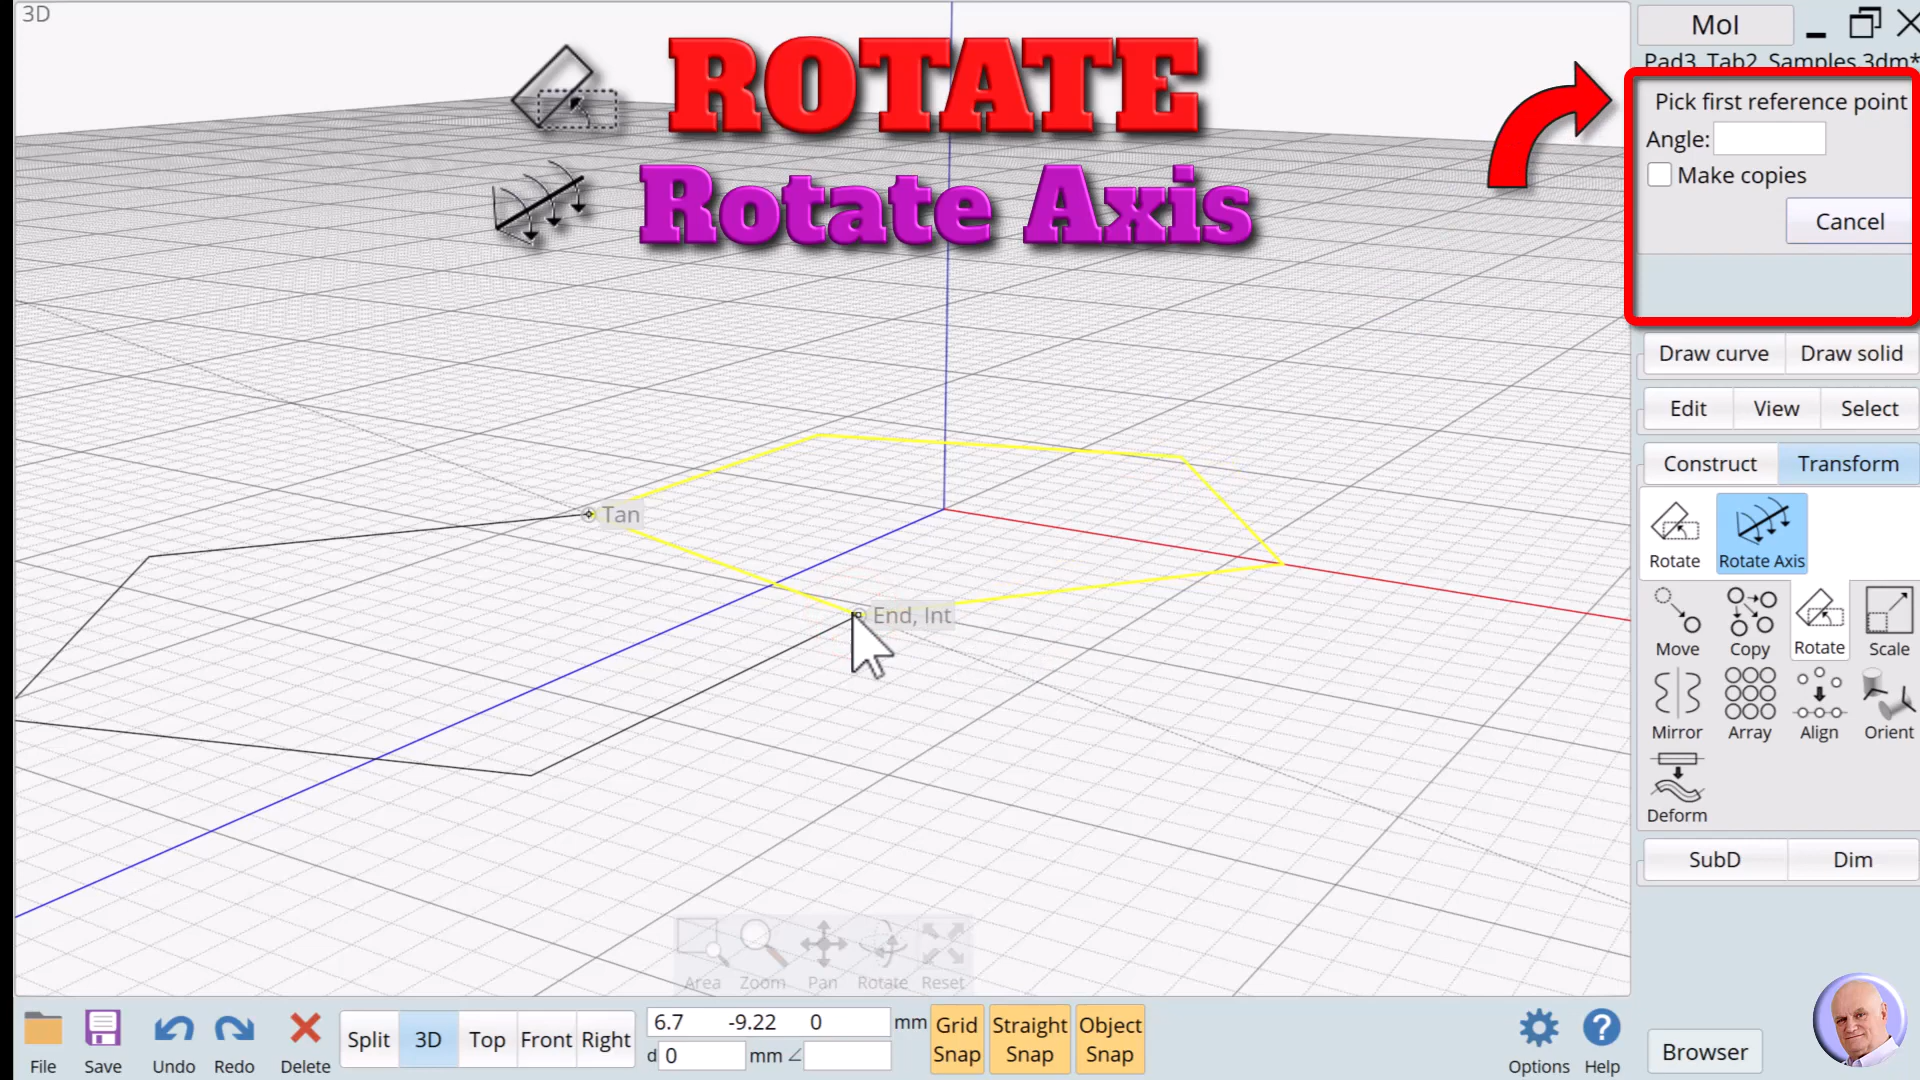 3D
ROTATE
Rotate Axis
MoI
Pad3_Tab2_Samples.3dm*
Pick first reference point
Angle:
Make copies
Cancel
Draw curve Draw solid
Edit View Select
Construct Transform
Rotate Rotate Axis
Move Copy Rotate Scale
Mirror Array Align Orient
Deform
SubD Dim
Tan
End, Int
Area Zoom Pan Rotate Reset
File Save Undo Redo Delete
Split 3D Top Front Right
6.7 -9.22 0 mm
d 0 mm ∠
Grid Snap
Straight Snap
Object Snap
Options Help
Browser